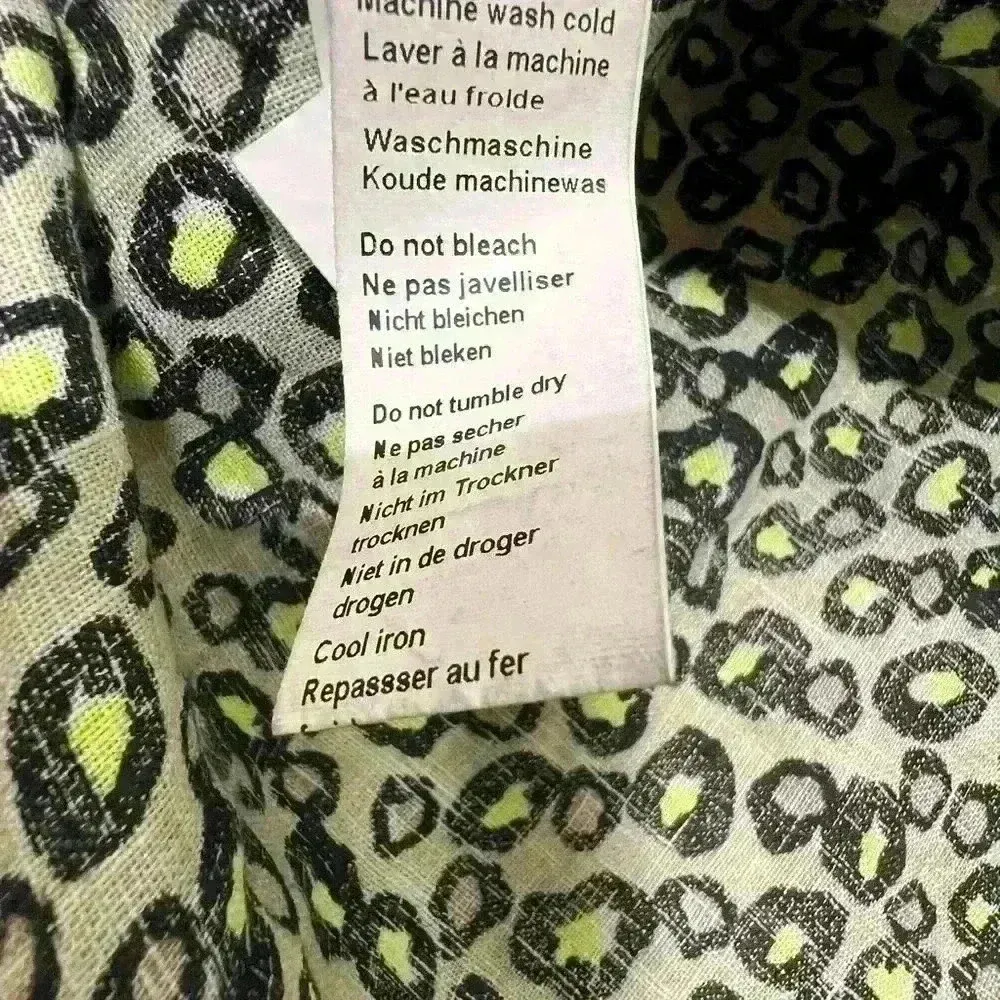 Machine wash cold
Laver à la machine
à l'eau froide
Waschmaschine
Koude machinewas
Do not bleach
Ne pas javelliser
Nicht bleichen
Niet bleken
Do not tumble dry
Ne pas secher
à la machine
Nicht im Trockner
trocknen
Niet in de droger
drogen
Cool iron
Repassser au fer